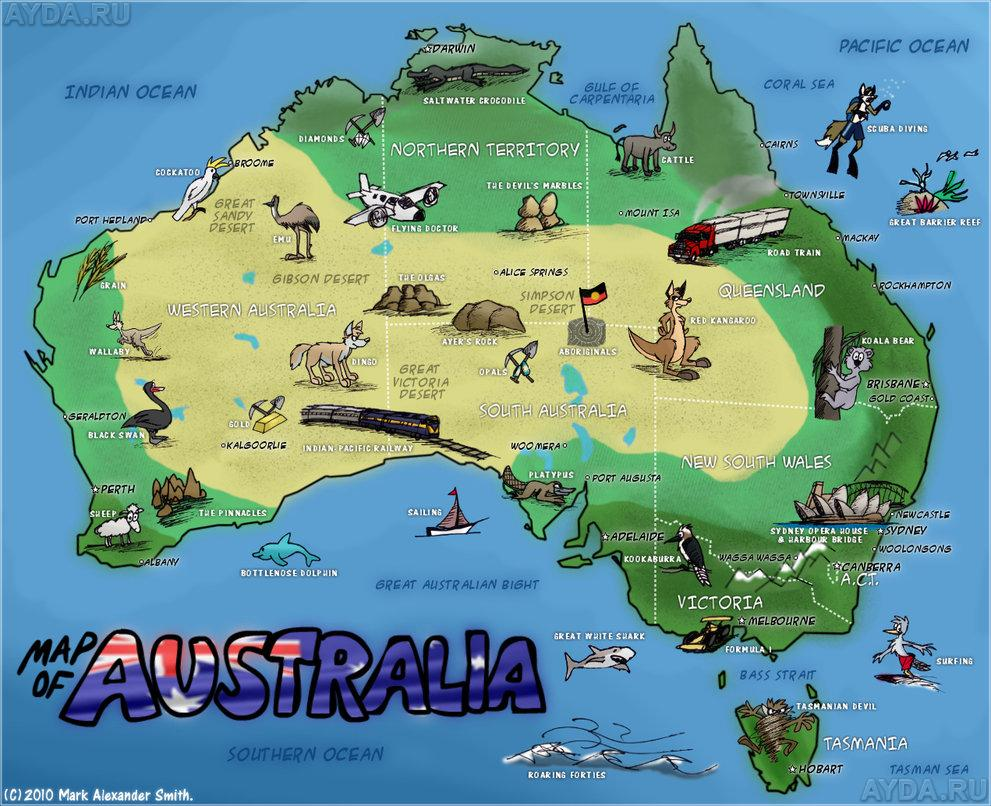 AYDA.RU
INDIAN OCEAN
PACIFIC OCEAN
DARWIN
SALTWATER CROCODILE
GULF OF
CARPENTARIA
CORAL SEA
SCUBA DIVING
DIAMONDS
NORTHERN TERRITORY
CATTLE
CAIRNS
BROOME
COCKATOO
THE DEVIL'S MARBLES
TOWNSVILLE
GREAT BARRIER REEF
PORT HEDLAND
GREAT
SANDY
DESERT
EMU
FLYING DOCTOR
MOUNT ISA
ROAD TRAIN
MACKAY
GRAIN
GIBSON DESERT
THE OLGAS
ALICE SPRINGS
SIMPSON
DESERT
QUEENSLAND
ROCKHAMPTON
WESTERN AUSTRALIA
AYER'S ROCK
ABORIGINALS
RED KANGAROO
WALLABY
DINGO
OPALS
KOALA BEAR
GREAT
VICTORIA
DESERT
BRISBANE
GOLD COAST
GERALDTON
BLACK SWAN
GOLD
SOUTH AUSTRALIA
KALGOORLIE
INDIAN-PACIFIC RAILWAY
WOOMERA
NEW SOUTH WALES
PERTH
PLATYPUS
PORT AUGUSTA
SHEEP
THE PINNACLES
SAILING
SYDNEY OPERA HOUSE
& HARBOUR BRIDGE
NEWCASTLE
SYDNEY
ADELAIDE
WOOLONGONG
ALBANY
BOTTLENOSE DOLPHIN
KOOKABURRA
WAGGA WAGGA
CANBERRA
A.C.T.
GREAT AUSTRALIAN BIGHT
VICTORIA
MELBOURNE
GREAT WHITE SHARK
FORMULA 1
SURFING
MAP
OF
AUSTRALIA
BASS STRAIT
TASMANIAN DEVIL
TASMANIA
SOUTHERN OCEAN
ROARING FORTIES
HOBART
TASMAN SEA
(C)2010 Mark Alexander Smith.
AYDA.RU